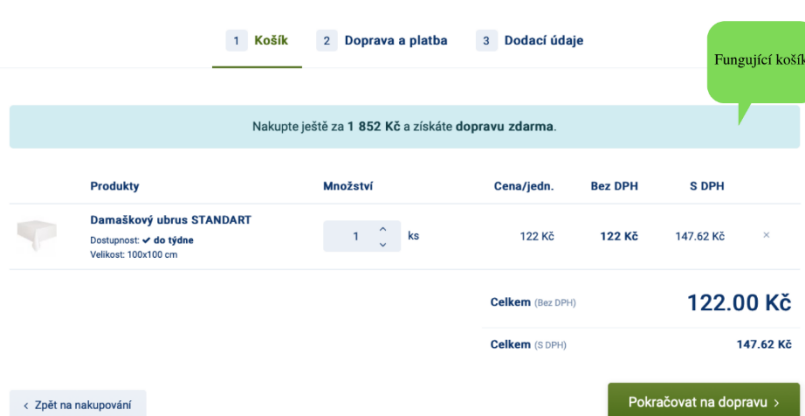 1 Košík 2 Doprava a platba 3 Dodací údaje
Fungující košík
Nakupte ještě za 1 852 Kč a získáte dopravu zdarma.
Produkty Množství Cena/jedn. Bez DPH S DPH
Damaškový ubrus STANDART
Dostupnost: ✔ do týdne
Velikost: 100x100 cm
1 ks 122 Kč 122 Kč 147.62 Kč ×
Celkem (Bez DPH) 122.00 Kč
Celkem (S DPH) 147.62 Kč
‹ Zpět na nakupování Pokračovat na dopravu ›